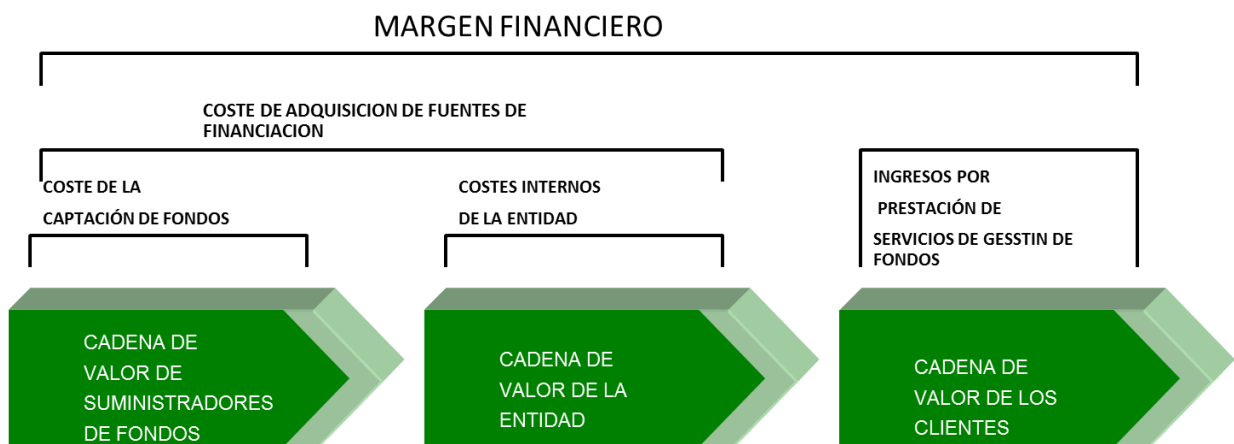 MARGEN FINANCIERO
COSTE DE ADQUISICION DE FUENTES DE
FINANCIACION
COSTE DE LA
CAPTACIÓN DE FONDOS
COSTES INTERNOS
DE LA ENTIDAD
INGRESOS POR
PRESTACIÓN DE
SERVICIOS DE GESSTIN DE
FONDOS
CADENA DE
VALOR DE
SUMINISTRADORES
DE FONDOS
CADENA DE
VALOR DE LA
ENTIDAD
CADENA DE
VALOR DE LOS
CLIENTES